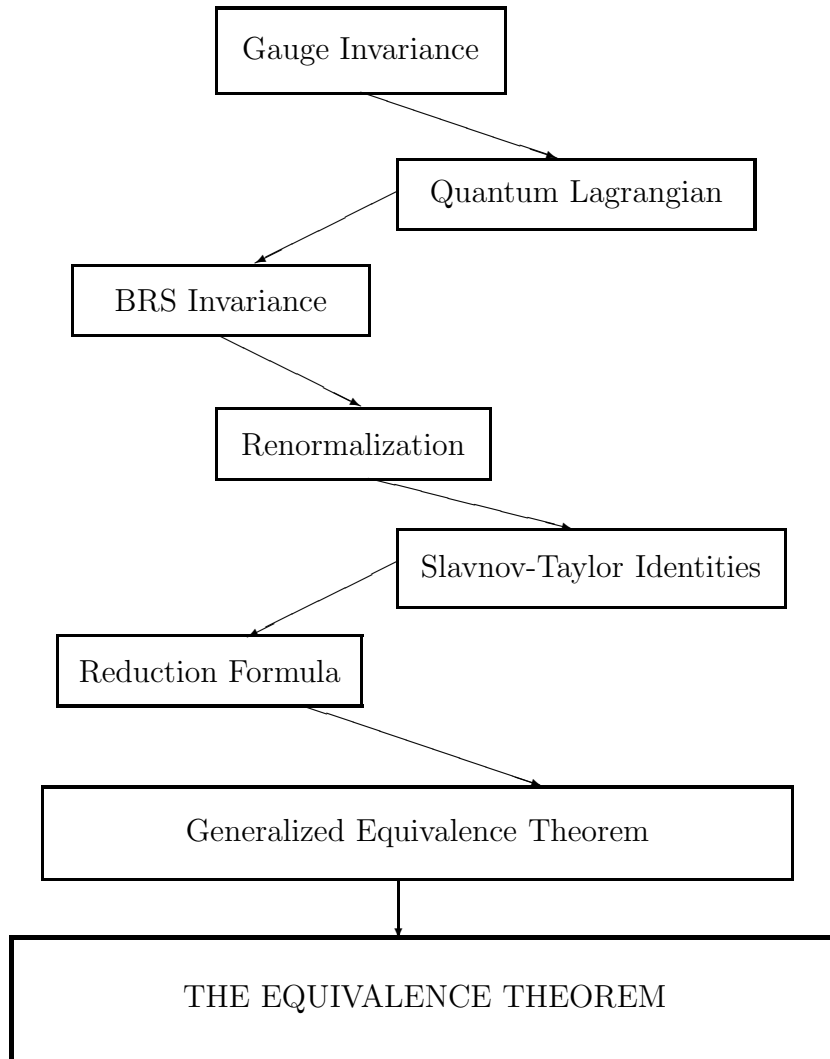 Gauge Invariance
Quantum Lagrangian
BRS Invariance
Renormalization
Slavnov-Taylor Identities
Reduction Formula
Generalized Equivalence Theorem
THE EQUIVALENCE THEOREM